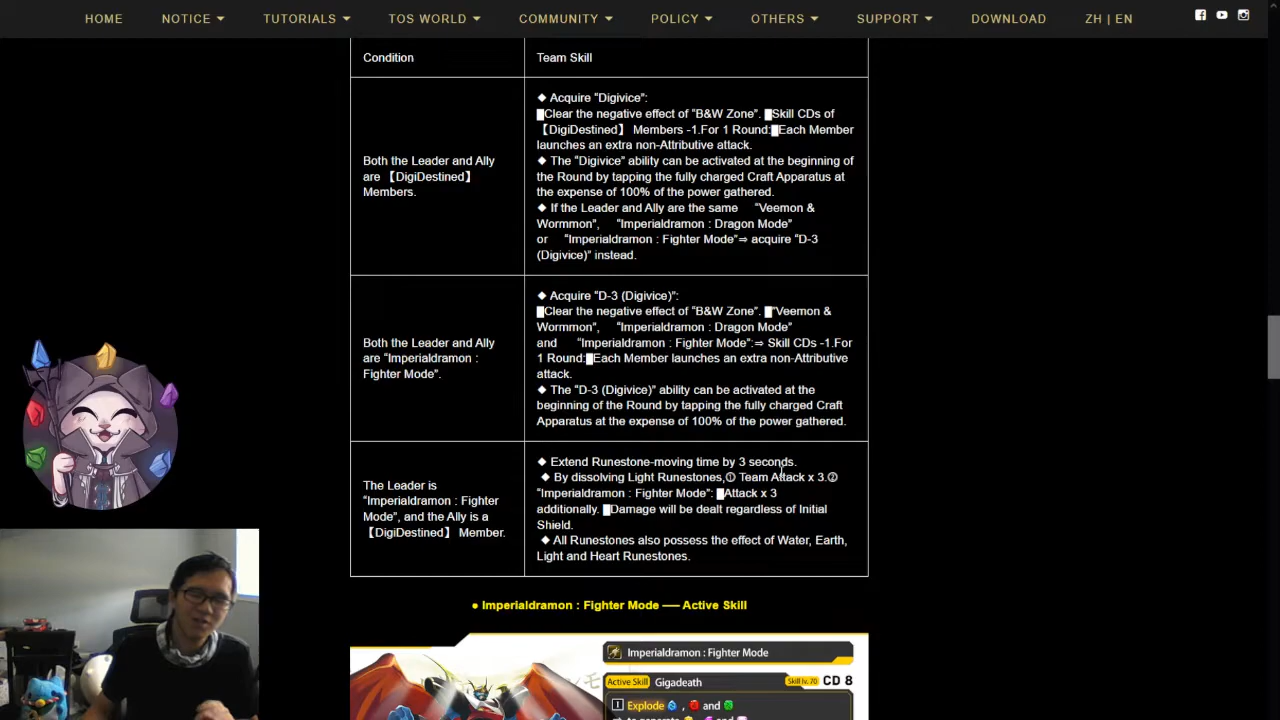 HOME NOTICE TUTORIALS TOS WORLD COMMUNITY POLICY OTHERS SUPPORT DOWNLOAD ZH | EN
Condition
Team Skill
Both the Leader and Ally
are 【DigiDestined】
Members.
◆ Acquire “Digivice”:
█Clear the negative effect of “B&W Zone”. █Skill CDs of
【DigiDestined】 Members -1.For 1 Round:█Each Member
launches an extra non-Attributive attack.
◆ The “Digivice” ability can be activated at the beginning of
the Round by tapping the fully charged Craft Apparatus at
the expense of 100% of the power gathered.
◆ If the Leader and Ally are the same “Veemon &
Wormmon”, “Imperialdramon : Dragon Mode”
or “Imperialdramon : Fighter Mode”⇒ acquire “D-3
(Digivice)” instead.
Both the Leader and Ally
are “Imperialdramon :
Fighter Mode”.
◆ Acquire “D-3 (Digivice)”:
█Clear the negative effect of “B&W Zone”. █“Veemon &
Wormmon”, “Imperialdramon : Dragon Mode”
and “Imperialdramon : Fighter Mode”:⇒ Skill CDs -1.For
1 Round:█Each Member launches an extra non-Attributive
attack.
◆ The “D-3 (Digivice)” ability can be activated at the
beginning of the Round by tapping the fully charged Craft
Apparatus at the expense of 100% of the power gathered.
The Leader is
“Imperialdramon : Fighter
Mode”, and the Ally is a
【DigiDestined】 Member.
◆ Extend Runestone-moving time by 3 seconds.
◆ By dissolving Light Runestones,① Team Attack x 3.②
“Imperialdramon : Fighter Mode”: █Attack x 3
additionally. █Damage will be dealt regardless of Initial
Shield.
◆ All Runestones also possess the effect of Water, Earth,
Light and Heart Runestones.
● Imperialdramon : Fighter Mode ── Active Skill
Imperialdramon : Fighter Mode
Active Skill Gigadeath Skill lv.70 CD 8
I Explode , and